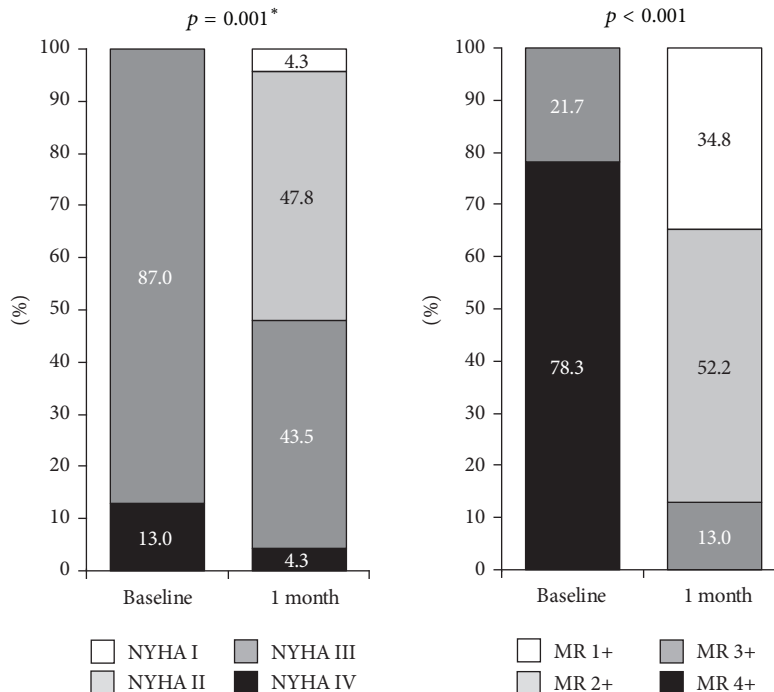 p = 0.001*
100
90
80
70
60
50
40
30
20
10
0
(%)
87.0
13.0
4.3
47.8
43.5
4.3
Baseline
1 month
NYHA I
NYHA III
NYHA II
NYHA IV
p < 0.001
100
90
80
70
60
50
40
30
20
10
0
(%)
21.7
78.3
34.8
52.2
13.0
Baseline
1 month
MR 1+
MR 3+
MR 2+
MR 4+